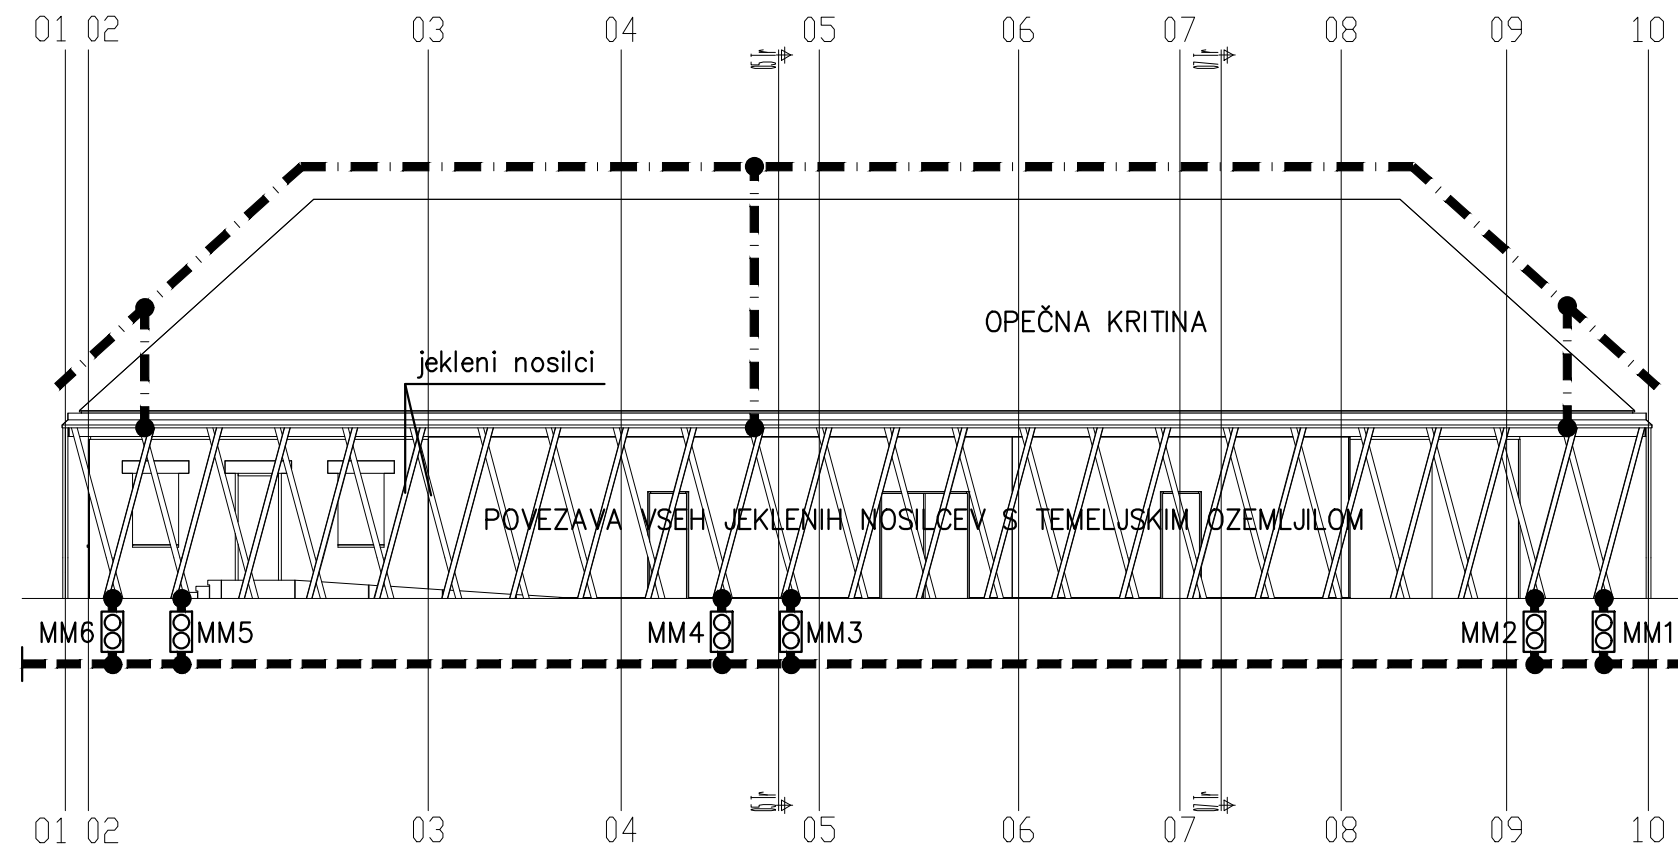 01 02 03 04 05 06 07 08 09 10
OPEČNA KRITINA
jekleni nosilci
POVEZAVA VSEH JEKLENIH NOSILCEV S TEMELJSKIM OZEMLJILOM
MM6 MM5 MM4 MM3 MM2 MM1
01 02 03 04 05 06 07 08 09 10